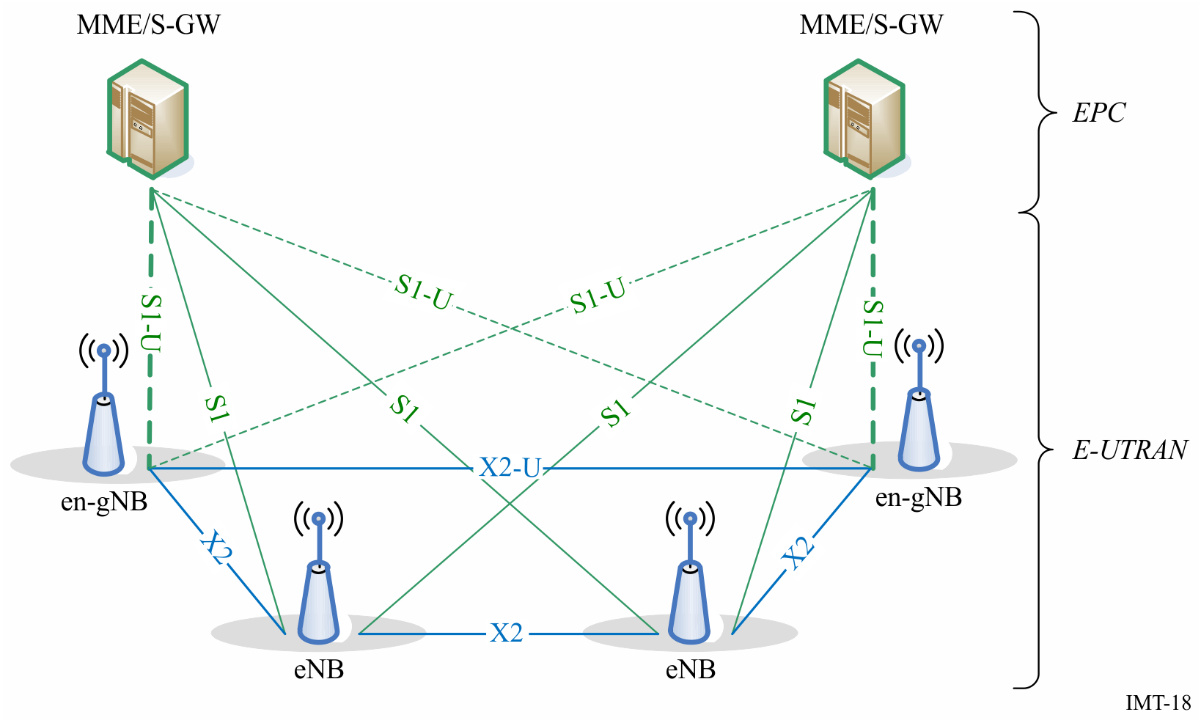 MME/S-GW
MME/S-GW
EPC
S1-U
S1-U
S1-U
S1-U
S1
S1
S1
S1
E-UTRAN
X2-U
en-gNB
en-gNB
X2
X2
X2
eNB
eNB
IMT-18